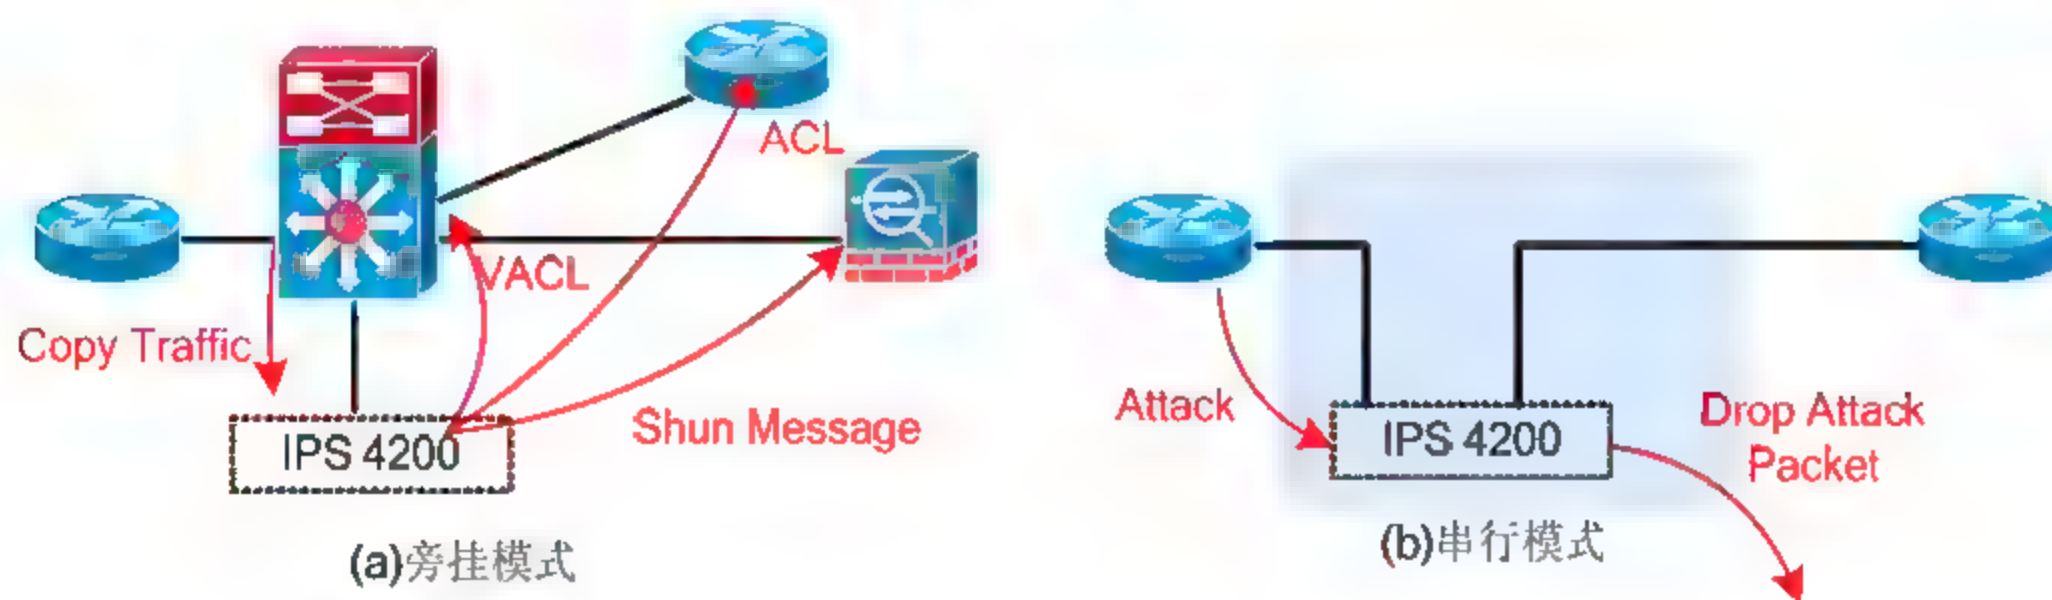 ACL
VACL
Copy Traffic
Shun Message
IPS 4200
(a)旁挂模式
Attack
IPS 4200
Drop Attack
Packet
(b)串行模式